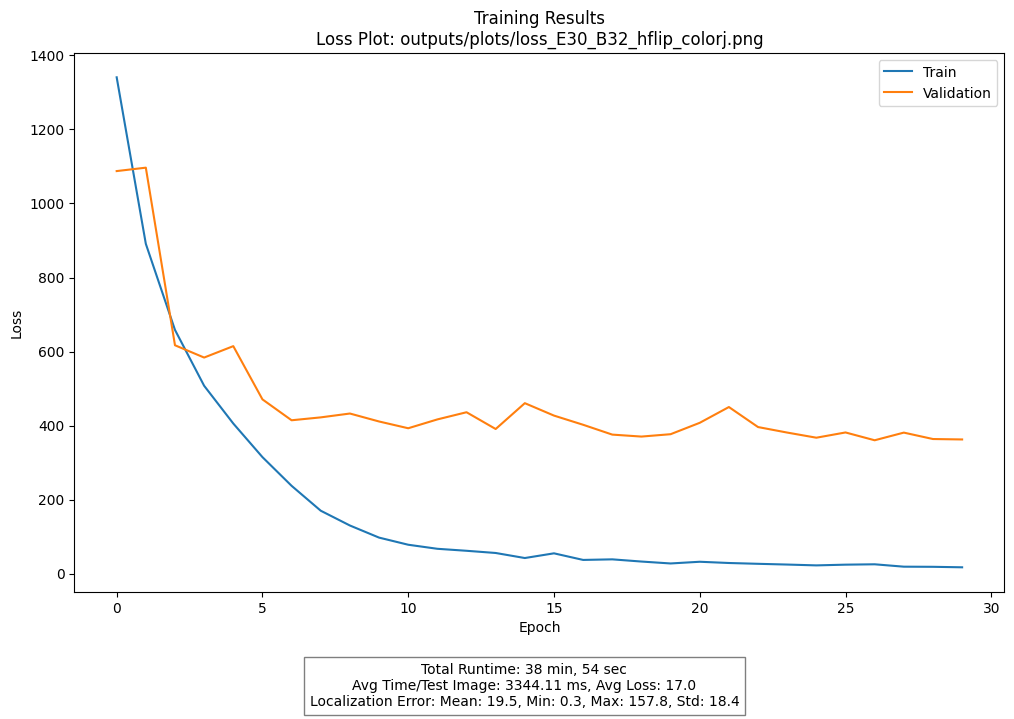 Training Results
Loss Plot: outputs/plots/loss_E30_B32_hflip_colorj.png
1400
1200
1000
800
600
400
200
0
Loss
Train
Validation
0 5 10 15 20 25 30
Epoch
Total Runtime: 38 min, 54 sec
Avg Time/Test Image: 3344.11 ms, Avg Loss: 17.0
Localization Error: Mean: 19.5, Min: 0.3, Max: 157.8, Std: 18.4